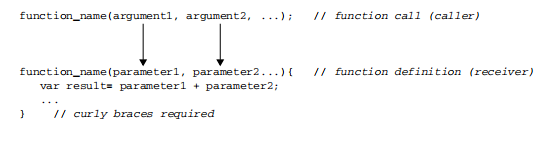 function_name(argument1, argument2, ...);   // function call (caller)
function_name(parameter1, parameter2...){   // function definition (receiver)
   var result= parameter1 + parameter2;
   ...
}    // curly braces required